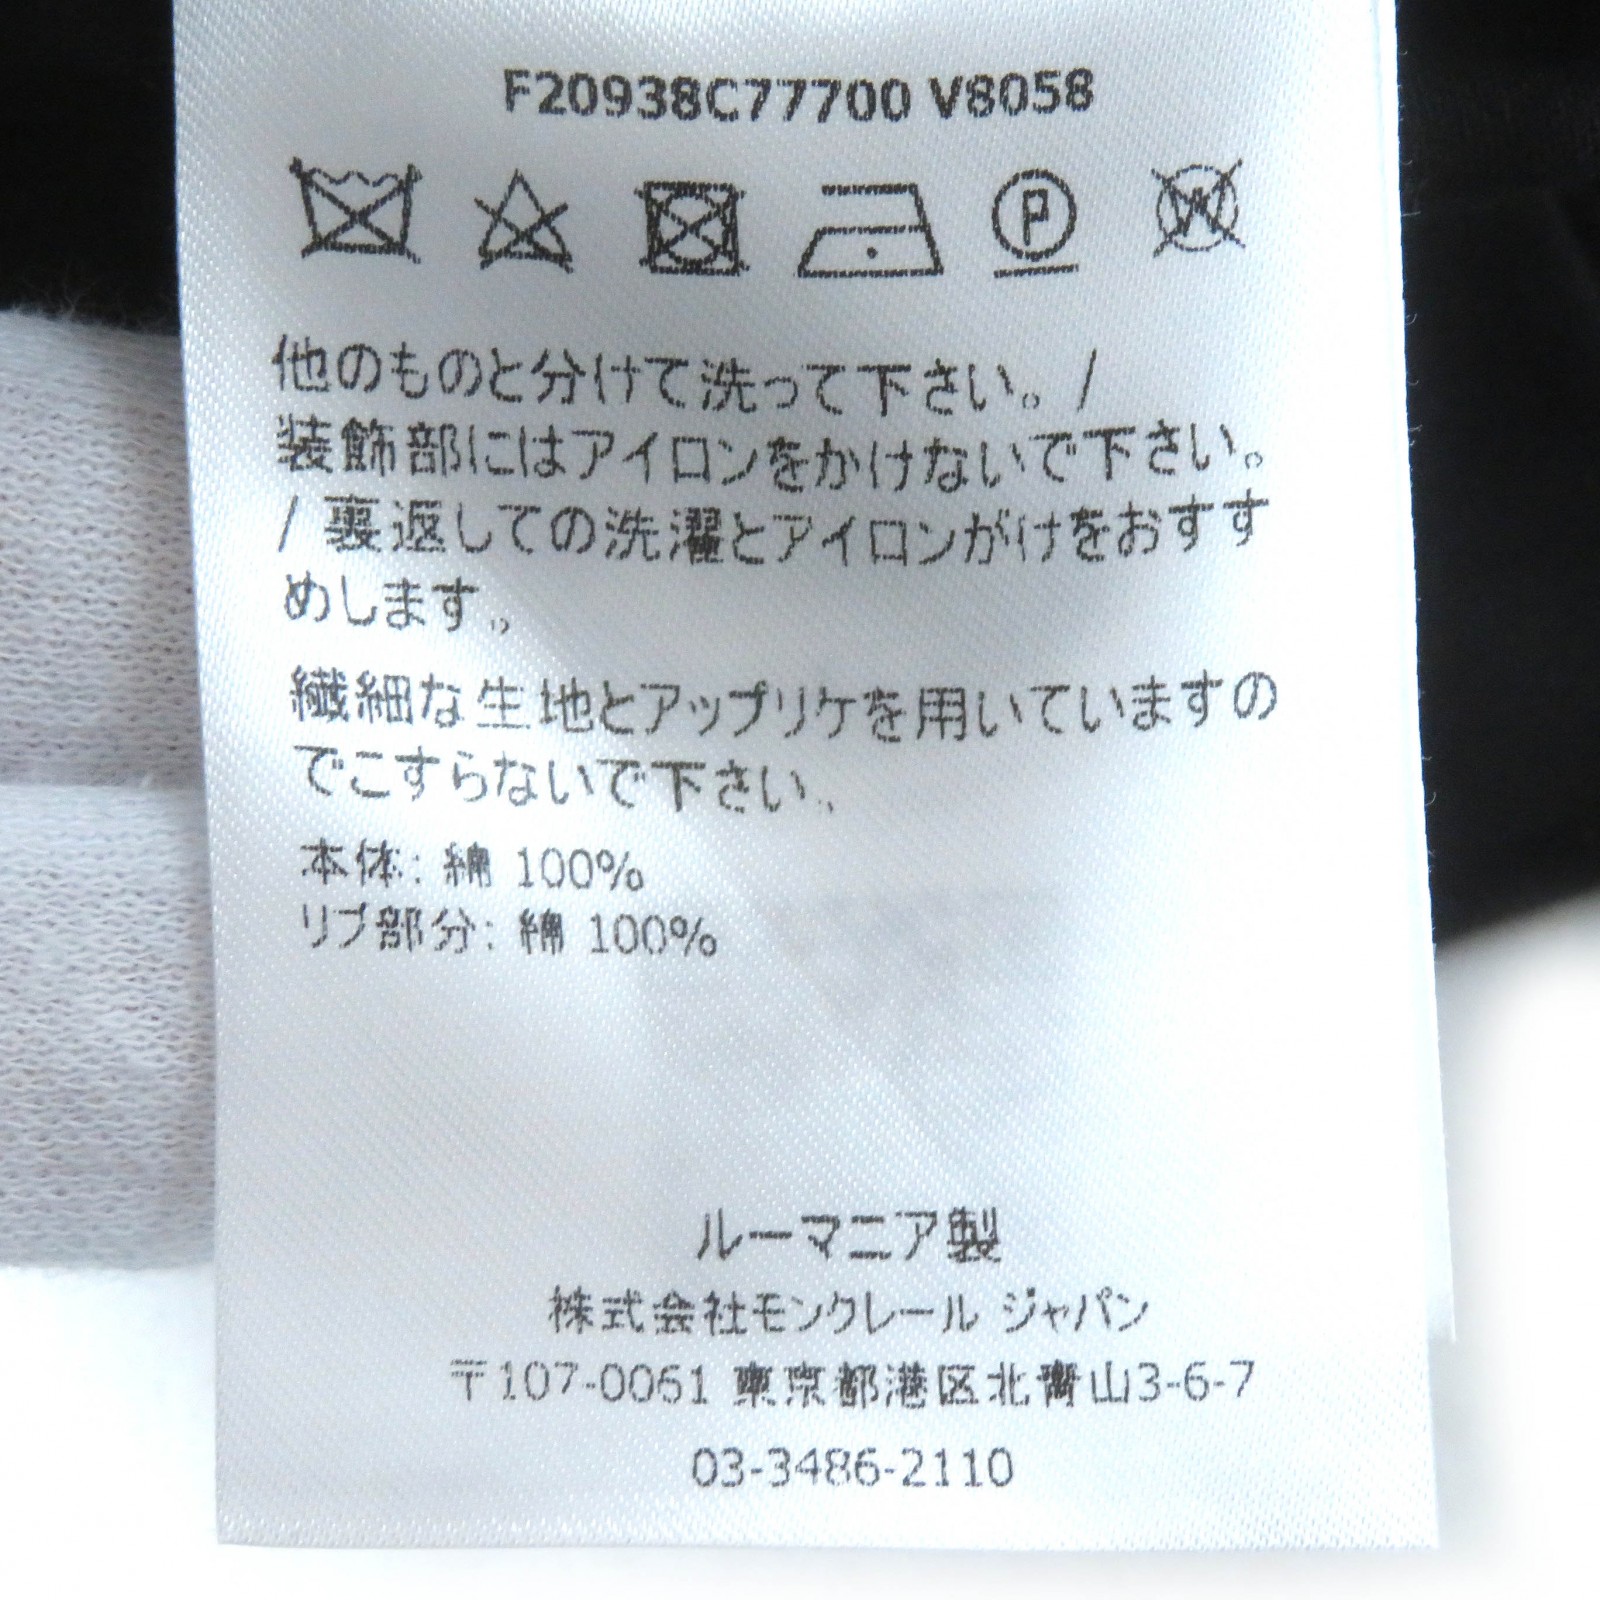 F20938C77700 V8058
P
W
他のものと分けて洗って下さい。/
装飾部にはアイロンをかけないで下さい。
/ 裏返しての洗濯とアイロンがけをおすす
めします。
繊細な生地とアップリケを用いていますの
でこすらないで下さい。
本体: 綿 100%
リブ部分: 綿 100%
ルーマニア製
株式会社モンクレール ジャパン
〒107-0061 東京都港区北青山3-6-7
03-3486-2110